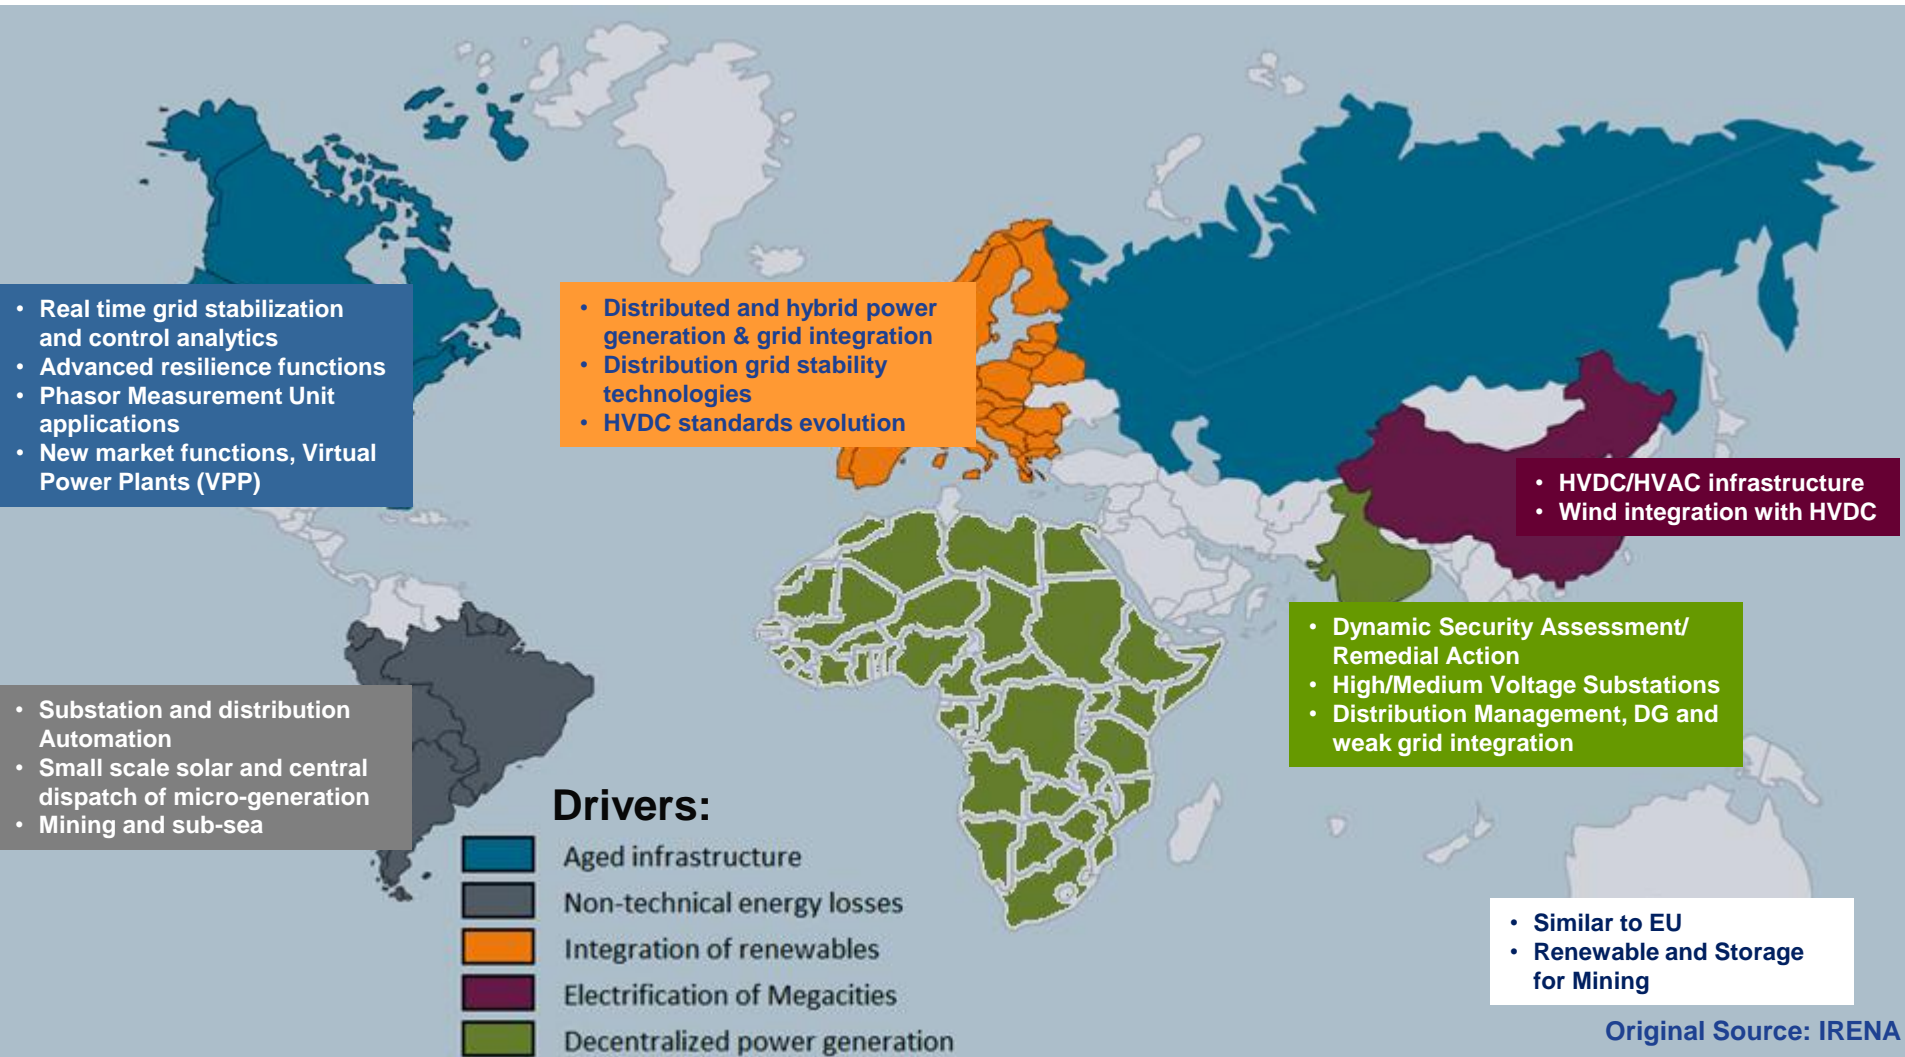 • Real time grid stabilization
and control analytics
• Advanced resilience functions
• Phasor Measurement Unit
applications
• New market functions, Virtual
Power Plants (VPP)
• Distributed and hybrid power
generation & grid integration
• Distribution grid stability
technologies
• HVDC standards evolution
• HVDC/HVAC infrastructure
• Wind integration with HVDC
• Dynamic Security Assessment/
Remedial Action
• High/Medium Voltage Substations
• Distribution Management, DG and
weak grid integration
• Substation and distribution
Automation
• Small scale solar and central
dispatch of micro-generation
• Mining and sub-sea
Drivers:
Aged infrastructure
Non-technical energy losses
Integration of renewables
Electrification of Megacities
Decentralized power generation
• Similar to EU
• Renewable and Storage
for Mining
Original Source: IRENA